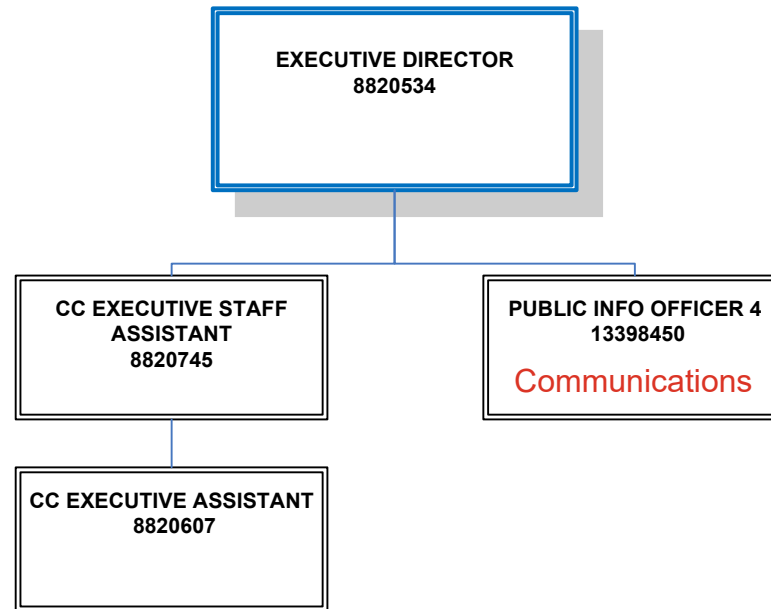 EXECUTIVE DIRECTOR
8820534
CC EXECUTIVE STAFF
ASSISTANT
8820745
PUBLIC INFO OFFICER 4
13398450
Communications
CC EXECUTIVE ASSISTANT
8820607